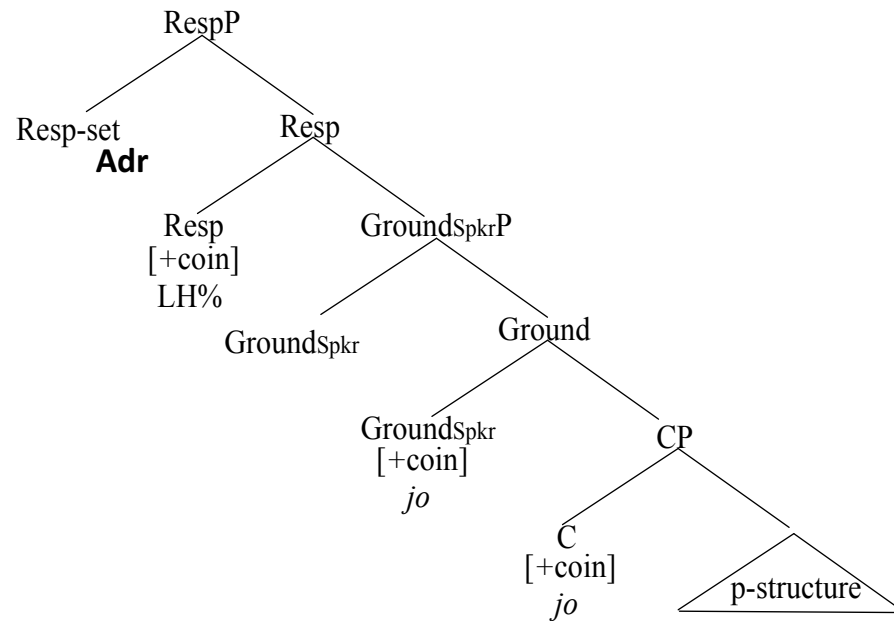 RespP
Resp-set
Adr
Resp
Resp
[+coin]
LH%
GroundSpkrP
GroundSpkr
Ground
GroundSpkr
[+coin]
jo
CP
C
[+coin]
jo
p-structure